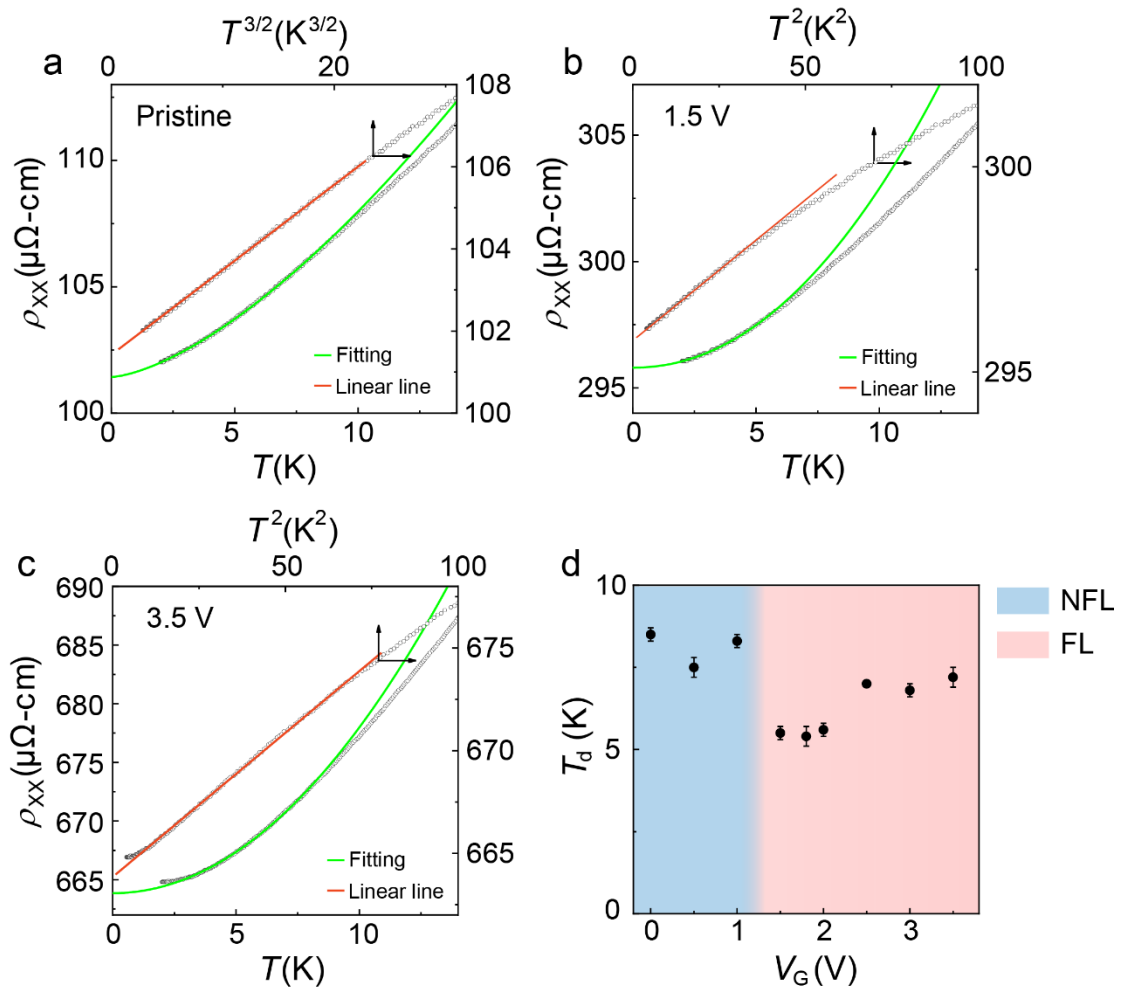 a
T^3/2(K^3/2)
0 20
108
Pristine
110
106
ρXX(μΩ-cm)
105
104
102
Fitting
Linear line
100
100
0 5 10
T(K)
b
T^2(K^2)
0 50 100
1.5 V
305
300
ρXX(μΩ-cm)
300
295
295
Fitting
Linear line
0 5 10
T(K)
c
T^2(K^2)
0 50 100
690
3.5 V
685
675
680
ρXX(μΩ-cm)
675
670
670
665
665
Fitting
Linear line
0 5 10
T(K)
d
10
NFL
FL
Td (K)
5
0
0 1 2 3
VG (V)